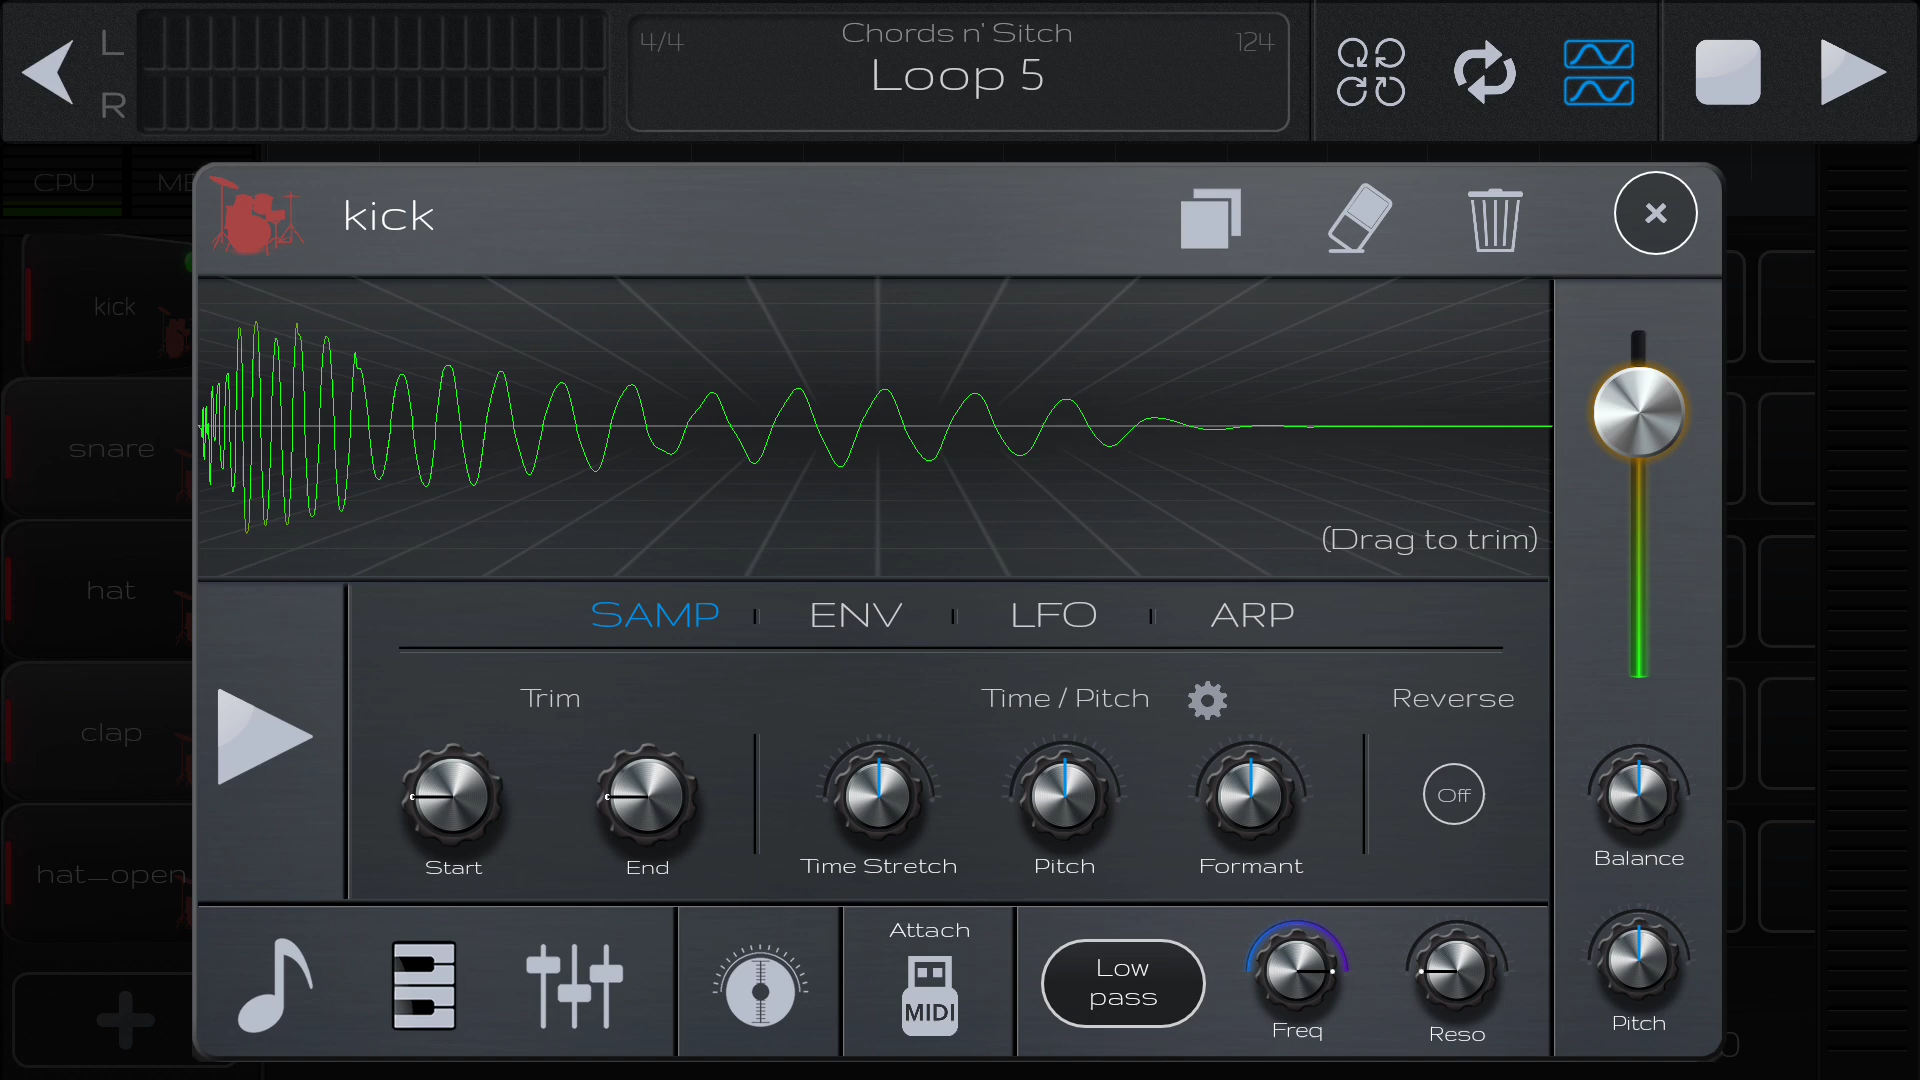 L
R
4/4
Chords n' Sitch
124
Loop 5
CPU
kick
kick
snare
hat
clap
hat_open
(Drag to trim)
SAMP
ENV
LFO
ARP
Trim
Time / Pitch
Reverse
Off
Start
End
Time Stretch
Pitch
Formant
Balance
Attach
MIDI
Low
pass
Freq
Reso
Pitch